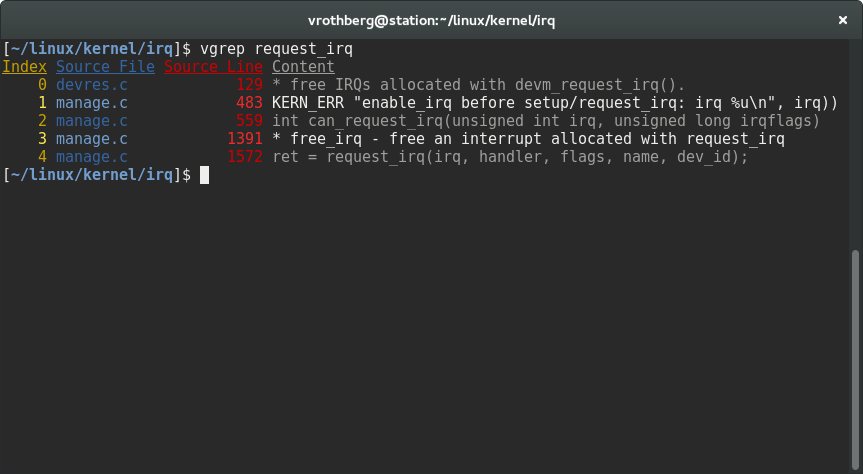 vrothberg@station:~/linux/kernel/irq ×
[~/linux/kernel/irq]$ vgrep request_irq
Index Source File Source Line Content
0 devres.c 129 * free IRQs allocated with devm_request_irq().
1 manage.c 483 KERN_ERR "enable_irq before setup/request_irq: irq %u\n", irq))
2 manage.c 559 int can_request_irq(unsigned int irq, unsigned long irqflags)
3 manage.c 1391 * free_irq - free an interrupt allocated with request_irq
4 manage.c 1572 ret = request_irq(irq, handler, flags, name, dev_id);
[~/linux/kernel/irq]$